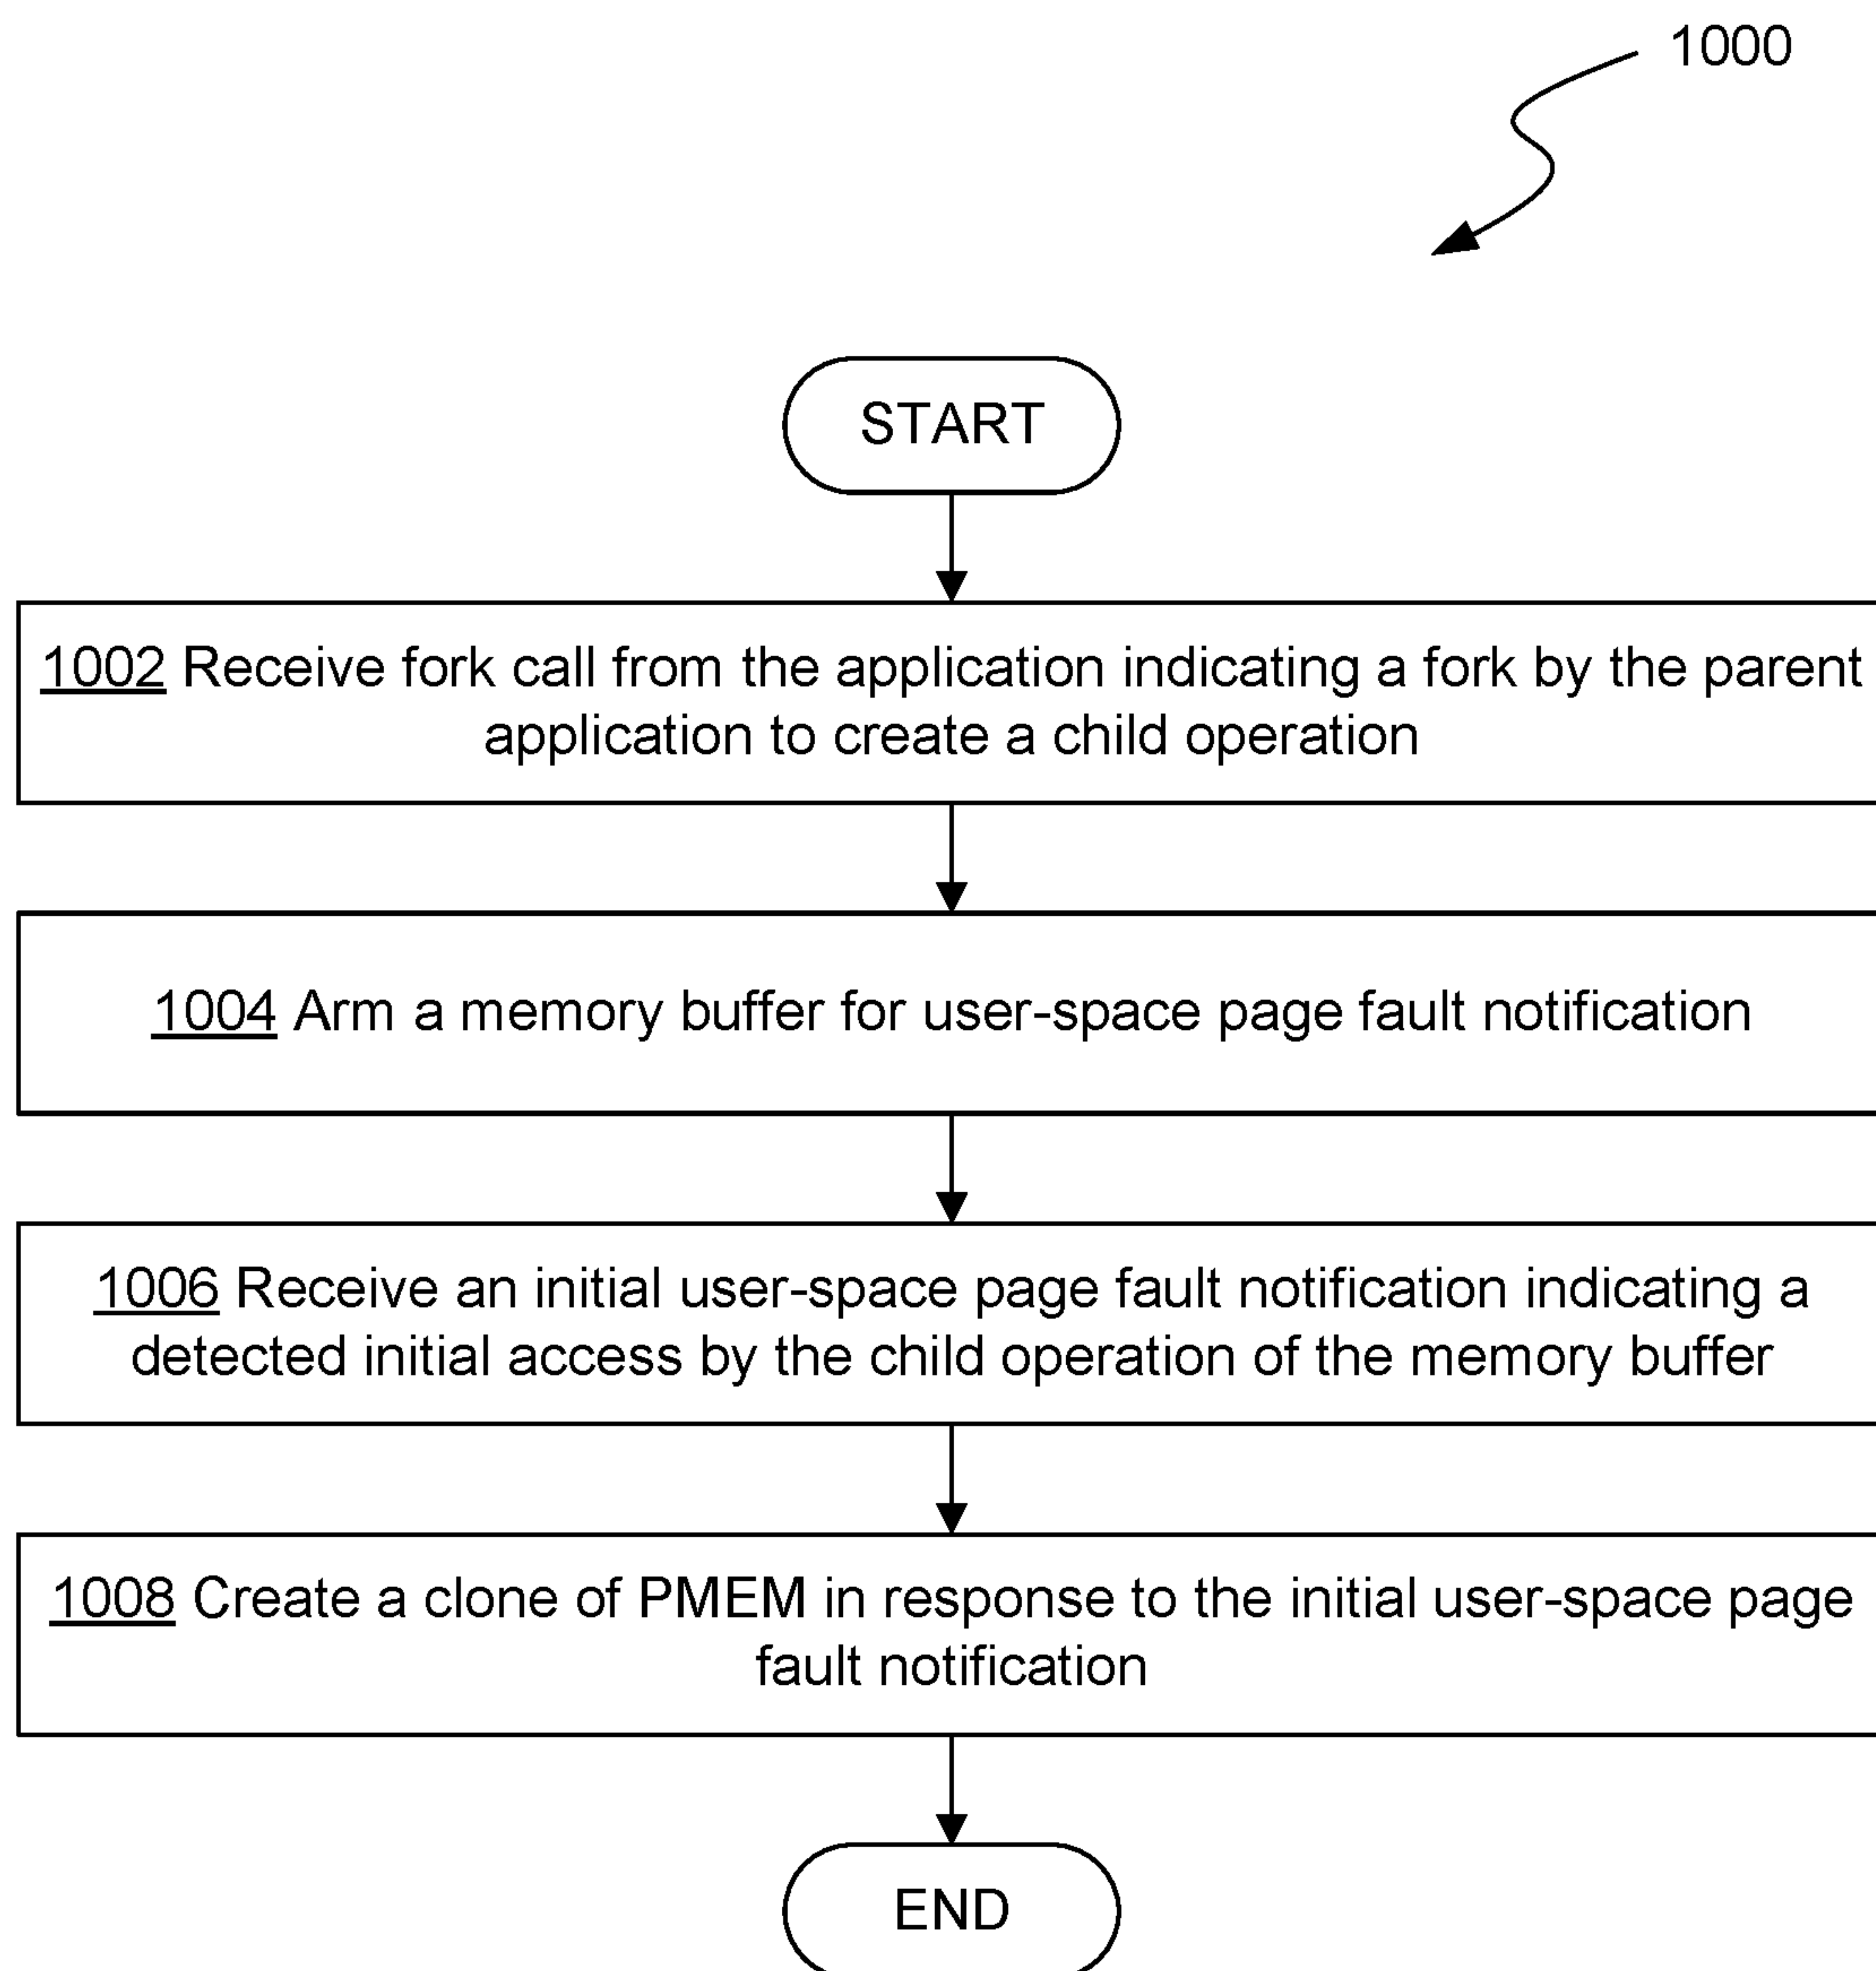 1000
START
1002 Receive fork call from the application indicating a fork by the parent
application to create a child operation
1004 Arm a memory buffer for user-space page fault notification
1006 Receive an initial user-space page fault notification indicating a
detected initial access by the child operation of the memory buffer
1008 Create a clone of PMEM in response to the initial user-space page
fault notification
END